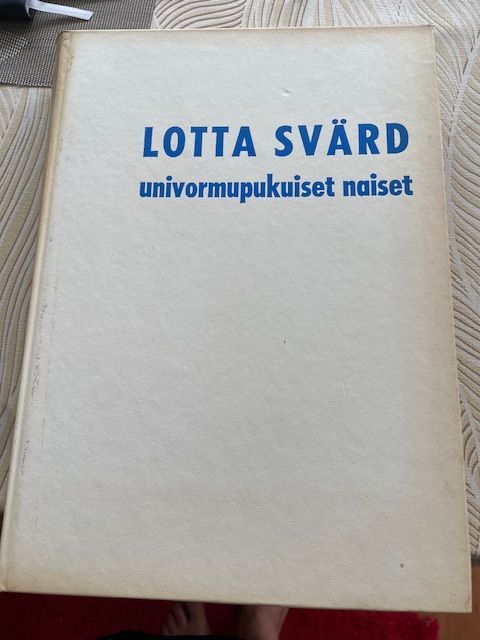 LOTTA SVÄRD
univormupukuiset naiset